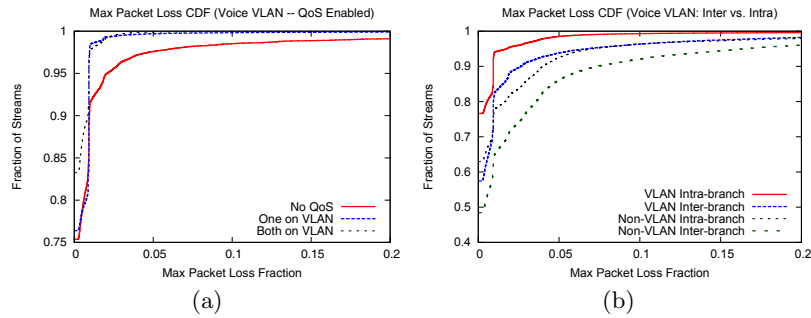 Max Packet Loss CDF (Voice VLAN -- QoS Enabled)
1
0.95
0.9
0.85
0.8
0.75
Fraction of Streams
No QoS
One on VLAN
Both on VLAN
0
0.05
0.1
0.15
0.2
Max Packet Loss Fraction
(a)
Max Packet Loss CDF (Voice VLAN: Inter vs. Intra)
1
0.9
0.8
0.7
0.6
0.5
0.4
Fraction of Streams
VLAN Intra-branch
VLAN Inter-branch
Non-VLAN Intra-branch
Non-VLAN Inter-branch
0
0.05
0.1
0.15
0.2
Max Packet Loss Fraction
(b)